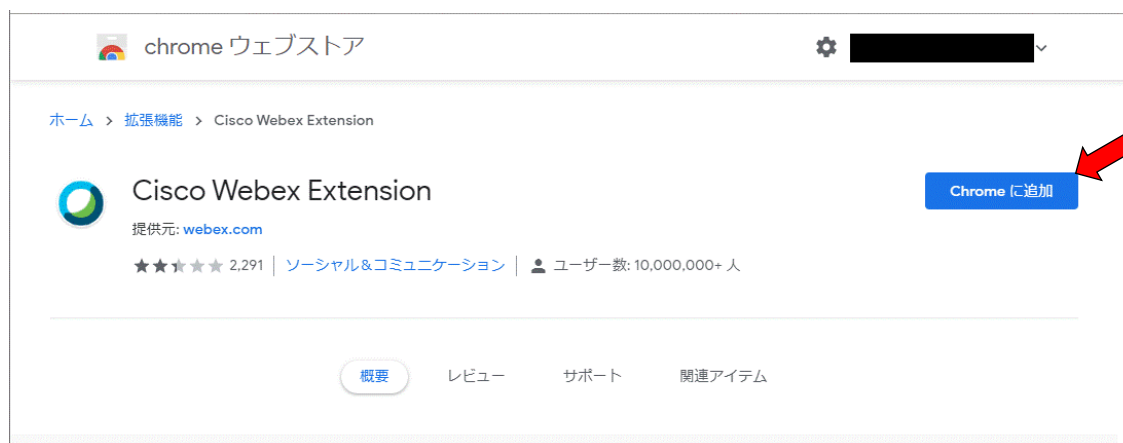 chrome ウェブストア
ホーム > 拡張機能 > Cisco Webex Extension
Cisco Webex Extension
Chrome に追加
提供元: webex.com
2,291 ソーシャル＆コミュニケーション ユーザー数: 10,000,000+ 人
概要 レビュー サポート 関連アイテム